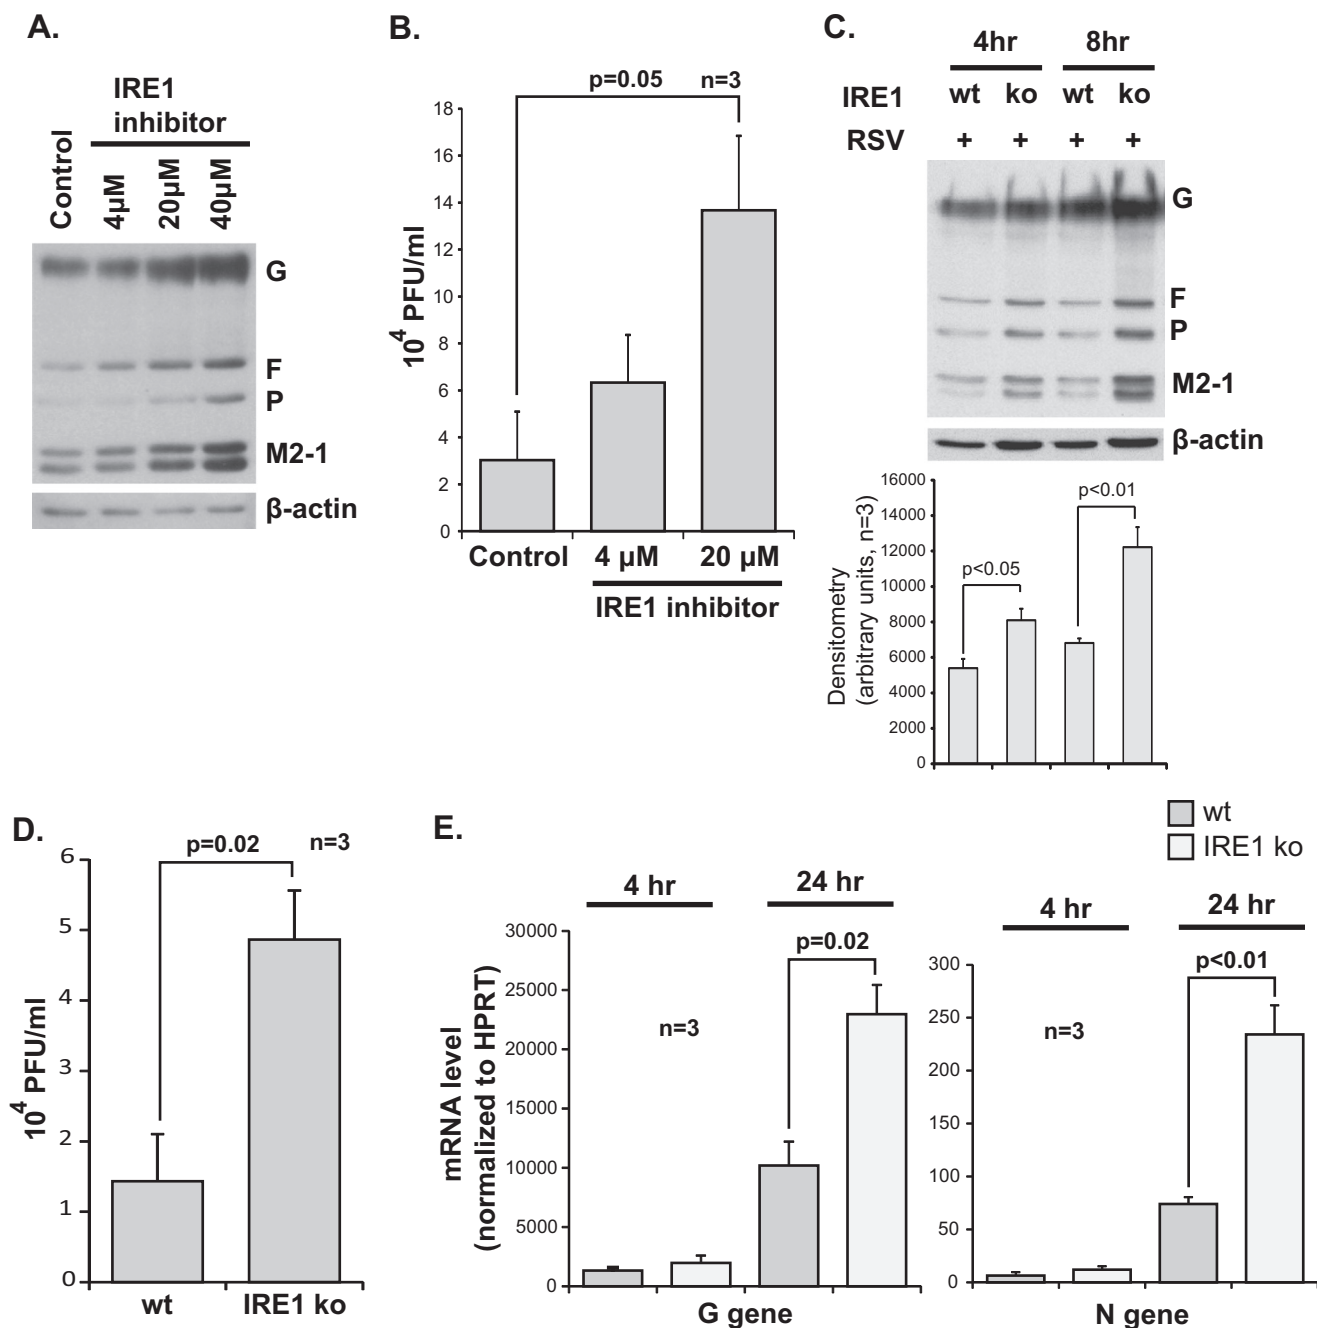 A.
IRE1
inhibitor
Control
4µM
20µM
40µM
G
F
P
M2-1
β-actin
B.
p=0.05
n=3
10⁴ PFU/ml
18
16
14
12
10
8
6
4
2
0
Control
4 µM
20 µM
IRE1 inhibitor
C.
4hr
8hr
IRE1
wt
ko
wt
ko
RSV
+
+
+
+
G
F
P
M2-1
β-actin
Densitometry
(arbitrary units, n=3)
16000
14000
12000
10000
8000
6000
4000
2000
0
p<0.05
p<0.01
D.
p=0.02
n=3
10⁴ PFU/ml
6
5
4
3
2
1
0
wt
IRE1 ko
E.
wt
IRE1 ko
mRNA level
(normalized to HPRT)
4 hr
24 hr
30000
25000
20000
15000
10000
5000
0
n=3
p=0.02
G gene
4 hr
24 hr
300
250
200
150
100
50
0
n=3
p<0.01
N gene